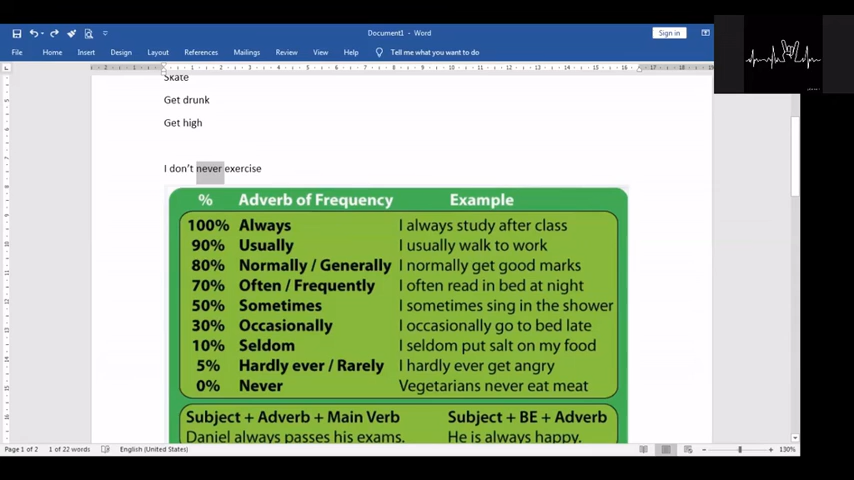 Document1 - Word
Sign in
File Home Insert Design Layout References Mailings Review View Help Tell me what you want to do
Skate
Get drunk
Get high
I don't never exercise
% Adverb of Frequency Example
100% Always I always study after class
90% Usually I usually walk to work
80% Normally / Generally I normally get good marks
70% Often / Frequently I often read in bed at night
50% Sometimes I sometimes sing in the shower
30% Occasionally I occasionally go to bed late
10% Seldom I seldom put salt on my food
5% Hardly ever / Rarely I hardly ever get angry
0% Never Vegetarians never eat meat
Subject + Adverb + Main Verb Subject + BE + Adverb
Daniel always passes his exams. He is always happy.
Page 1 of 2 1 of 22 words English (United States) 130%